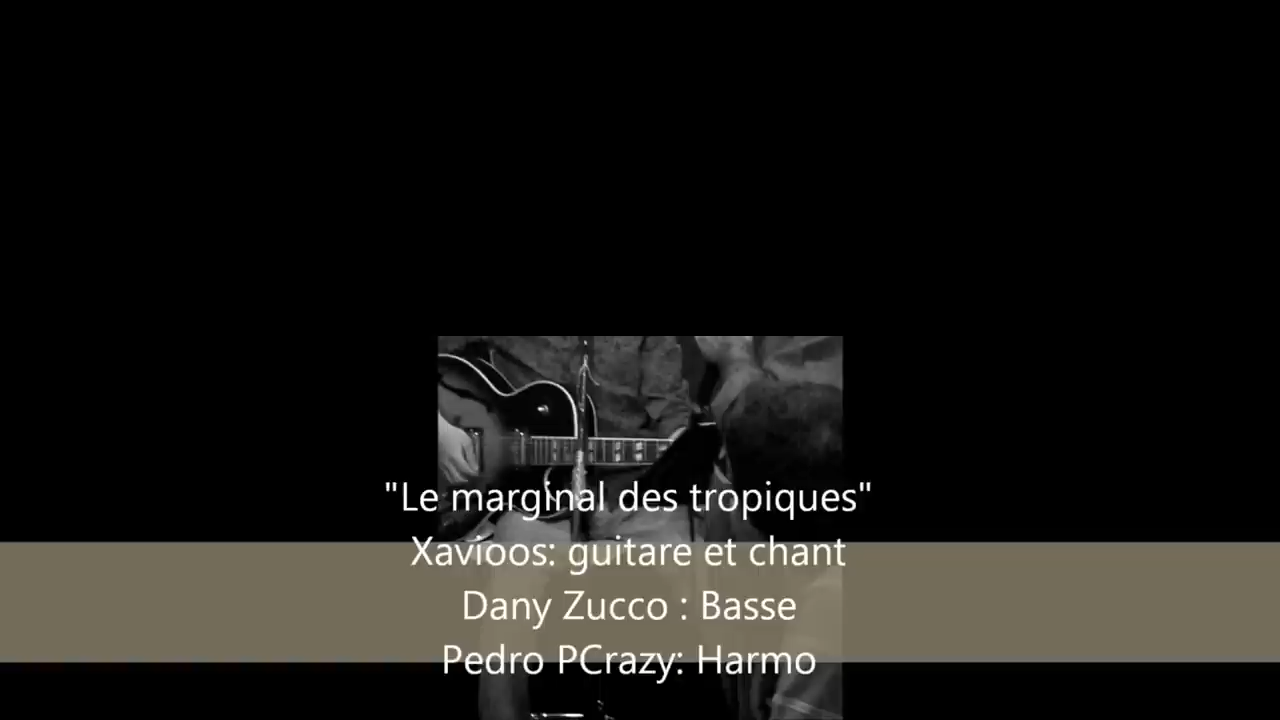 "Le marginal des tropiques"
Xavioos: guitare et chant
Dany Zucco : Basse
Pedro PCrazy: Harmo